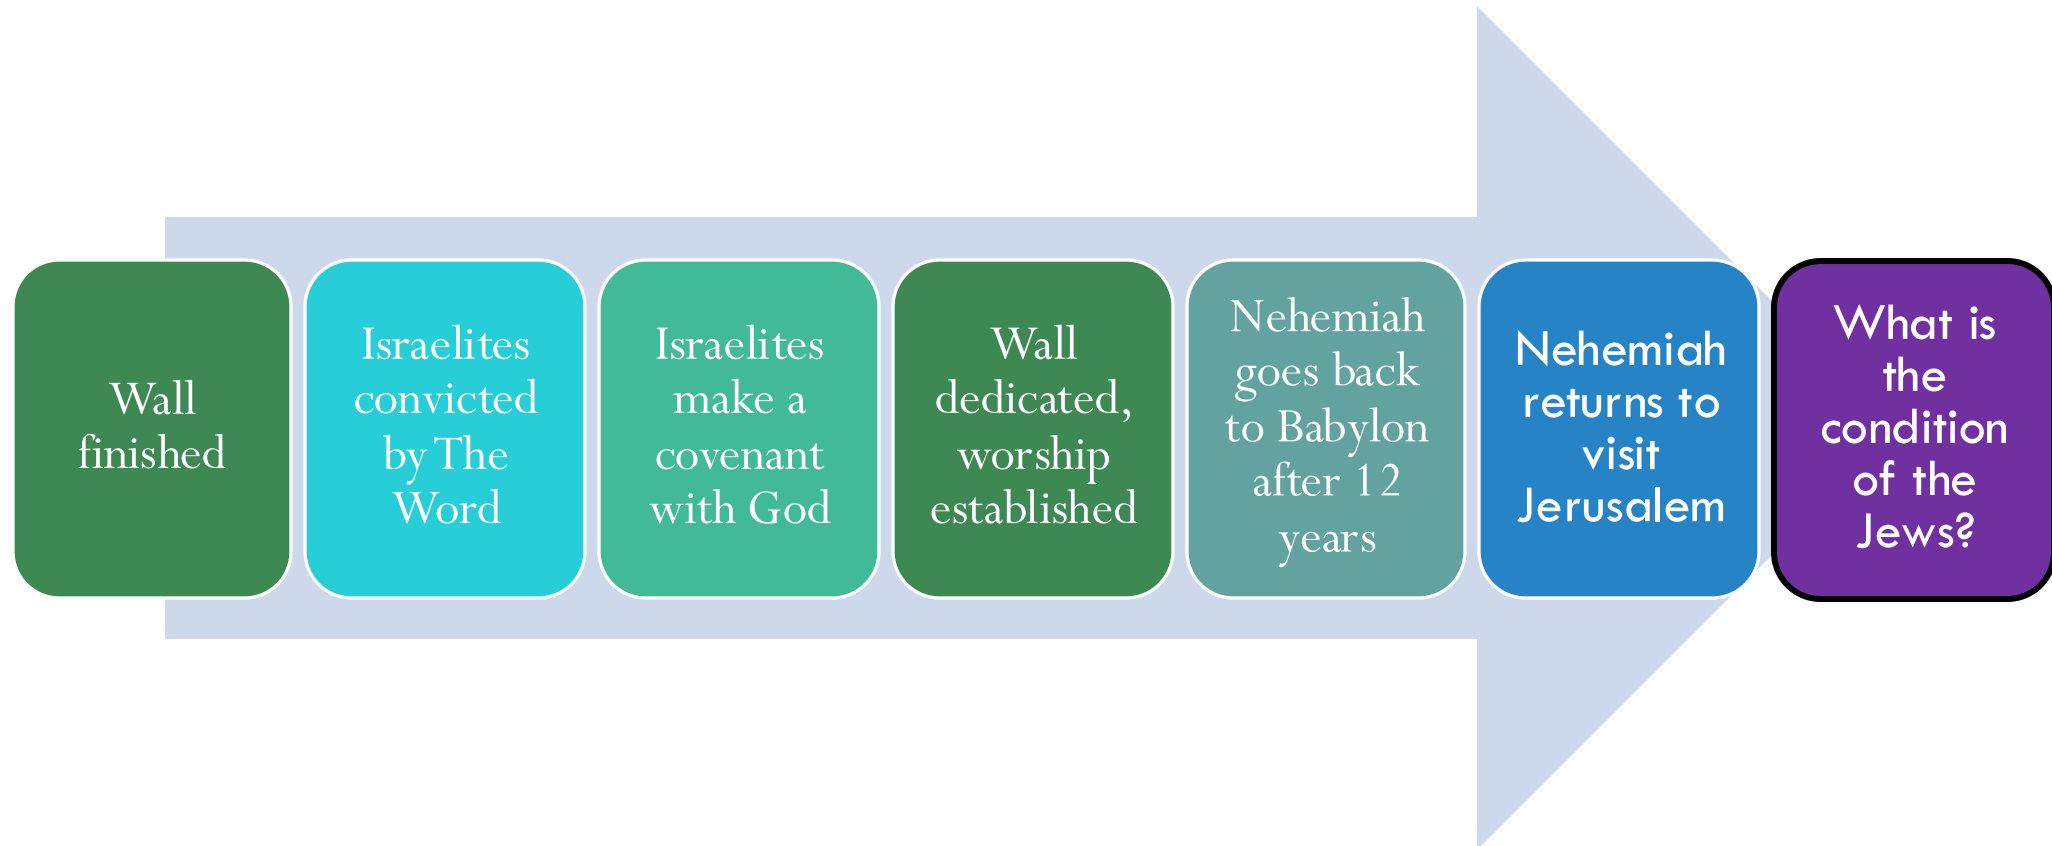 Wall
finished
Israelites
convicted
by The
Word
Israelites
make a
covenant
with God
Wall
dedicated,
worship
established
Nehemiah
goes back
to Babylon
after 12
years
Nehemiah
returns to
visit
Jerusalem
What is
the
condition
of the
Jews?